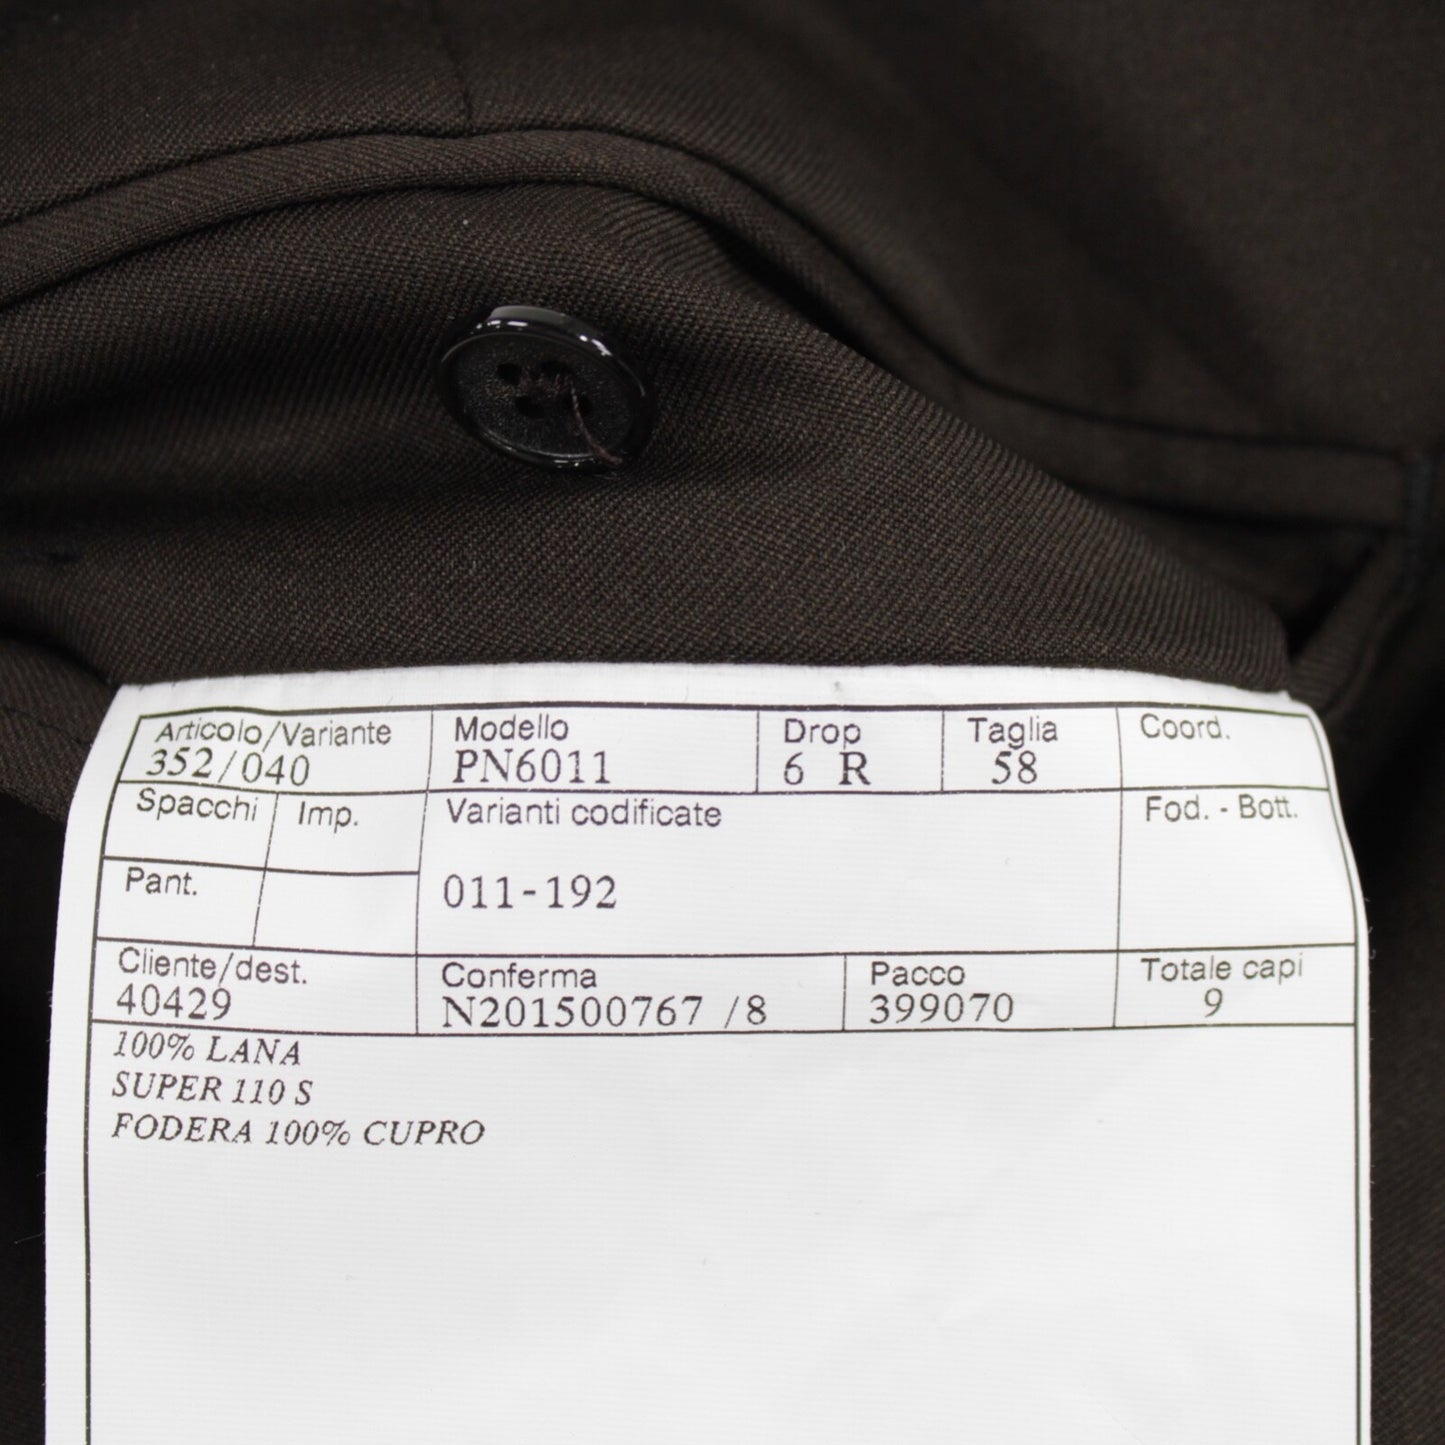 Articolo/Variante Modello Drop Taglia Coord.
352/040 PN6011 6 R 58
Spacchi Imp. Varianti codificate Fod. - Bott.
Pant. 011-192
Cliente/dest. Conferma Pacco Totale capi
40429 N201500767 /8 399070 9
100% LANA
SUPER 110 S
FODERA 100% CUPRO